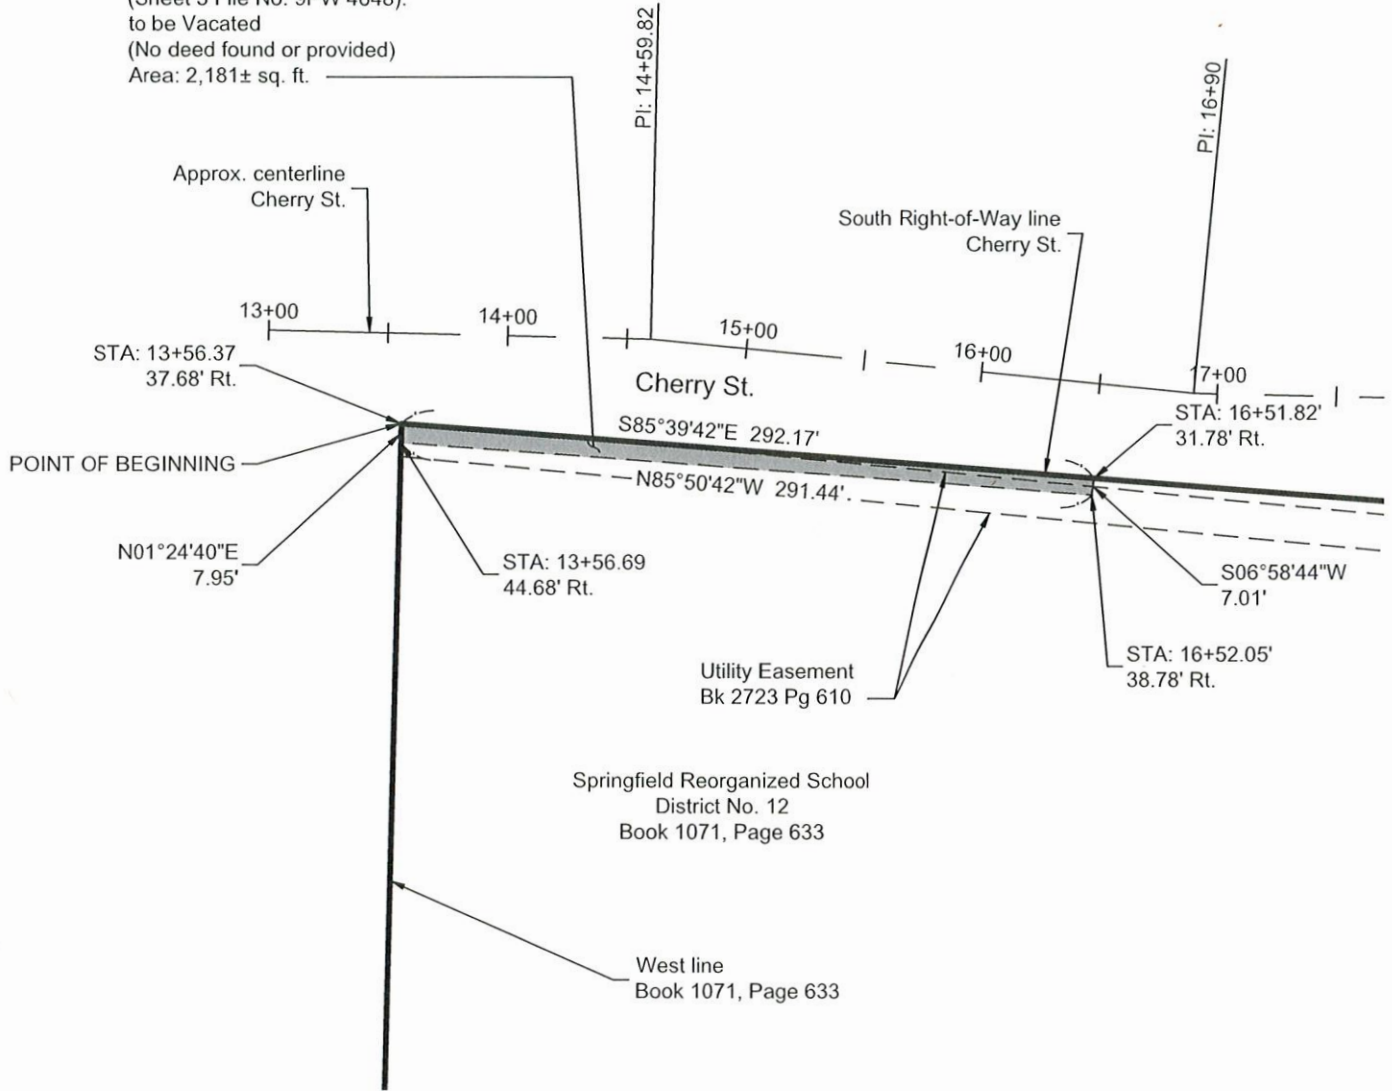 to be Vacated
(No deed found or provided)
Area: 2,181± sq. ft.
PI: 14+59.82
PI: 16+90
Approx. centerline
Cherry St.
South Right-of-Way line
Cherry St.
13+00
14+00
15+00
16+00
17+00
STA: 13+56.37
37.68' Rt.
Cherry St.
STA: 16+51.82'
31.78' Rt.
S85°39'42"E 292.17'
POINT OF BEGINNING
N85°50'42"W 291.44'
N01°24'40"E
7.95'
STA: 13+56.69
44.68' Rt.
S06°58'44"W
7.01'
STA: 16+52.05'
38.78' Rt.
Utility Easement
Bk 2723 Pg 610
Springfield Reorganized School
District No. 12
Book 1071, Page 633
West line
Book 1071, Page 633